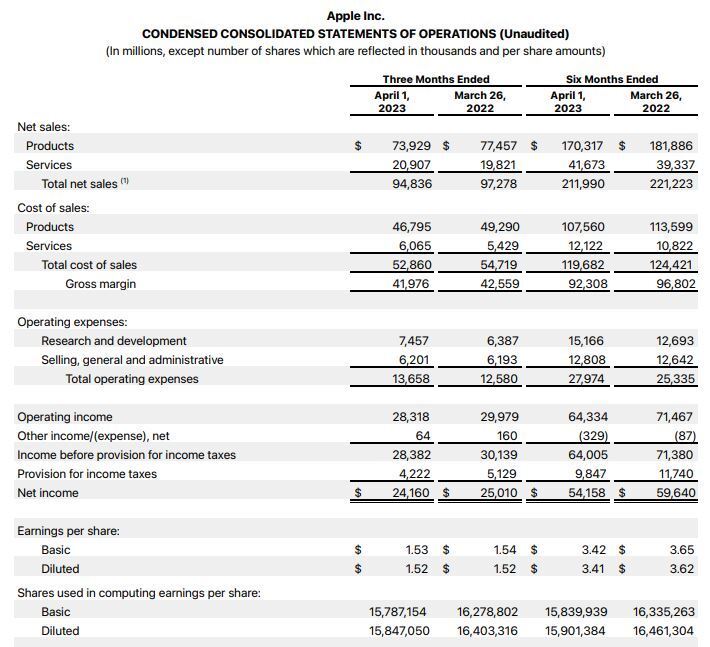 Apple Inc.
CONDENSED CONSOLIDATED STATEMENTS OF OPERATIONS (Unaudited)
(In millions, except number of shares which are reflected in thousands and per share amounts)
Three Months Ended Six Months Ended
April 1, 2023 March 26, 2022 April 1, 2023 March 26, 2022
Net sales:
Products $ 73,929 $ 77,457 $ 170,317 $ 181,886
Services 20,907 19,821 41,673 39,337
Total net sales (1) 94,836 97,278 211,990 221,223
Cost of sales:
Products 46,795 49,290 107,560 113,599
Services 6,065 5,429 12,122 10,822
Total cost of sales 52,860 54,719 119,682 124,421
Gross margin 41,976 42,559 92,308 96,802
Operating expenses:
Research and development 7,457 6,387 15,166 12,693
Selling, general and administrative 6,201 6,193 12,808 12,642
Total operating expenses 13,658 12,580 27,974 25,335
Operating income 28,318 29,979 64,334 71,467
Other income/(expense), net 64 160 (329) (87)
Income before provision for income taxes 28,382 30,139 64,005 71,380
Provision for income taxes 4,222 5,129 9,847 11,740
Net income $ 24,160 $ 25,010 $ 54,158 $ 59,640
Earnings per share:
Basic $ 1.53 $ 1.54 $ 3.42 $ 3.65
Diluted $ 1.52 $ 1.52 $ 3.41 $ 3.62
Shares used in computing earnings per share:
Basic 15,787,154 16,278,802 15,839,939 16,335,263
Diluted 15,847,050 16,403,316 15,901,384 16,461,304